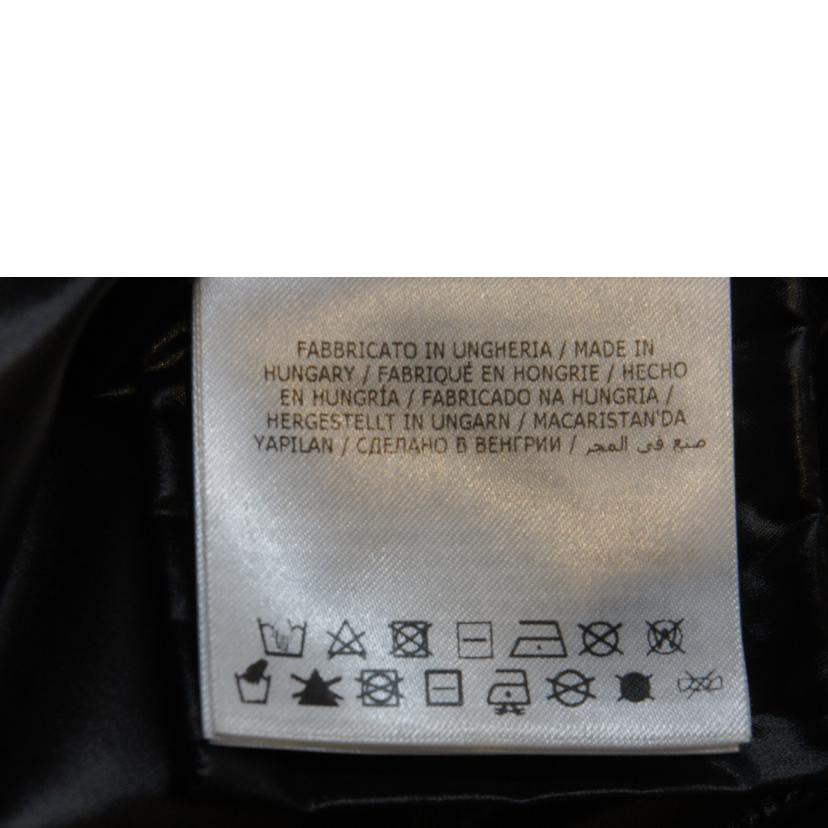 FABBRICATO IN UNGHERIA / MADE IN
HUNGARY / FABRIQUÉ EN HONGRIE / HECHO
EN HUNGRÍA / FABRICADO NA HUNGRIA /
HERGESTELLT IN UNGARN / MACARISTAN'DA
YAPILAN / СДЕЛАНО В ВЕНГРИИ / صنع في المجر